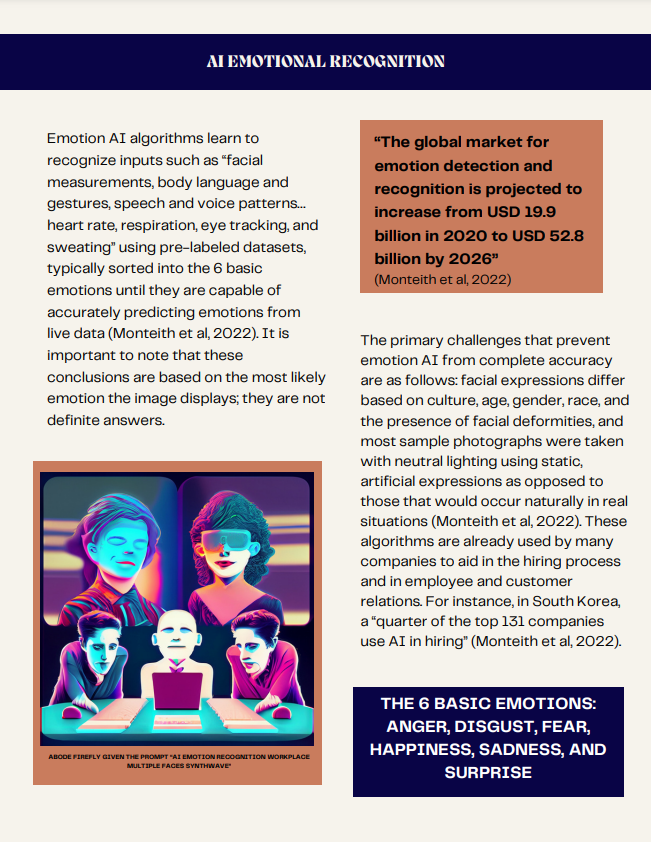 AI EMOTIONAL RECOGNITION
Emotion AI algorithms learn to
recognize inputs such as “facial
measurements, body language and
gestures, speech and voice patterns...
heart rate, respiration, eye tracking, and
sweating” using pre-labeled datasets,
typically sorted into the 6 basic
emotions until they are capable of
accurately predicting emotions from
live data (Monteith et al, 2022). It is
important to note that these
conclusions are based on the most likely
emotion the image displays; they are not
definite answers.
ABODE FIREFLY GIVEN THE PROMPT "AI EMOTION RECOGNITION WORKPLACE
MULTIPLE FACES SYNTHWAVE"
“The global market for
emotion detection and
recognition is projected to
increase from USD 19.9
billion in 2020 to USD 52.8
billion by 2026”
(Monteith et al, 2022)
The primary challenges that prevent
emotion AI from complete accuracy
are as follows: facial expressions differ
based on culture, age, gender, race, and
the presence of facial deformities, and
most sample photographs were taken
with neutral lighting using static,
artificial expressions as opposed to
those that would occur naturally in real
situations (Monteith et al, 2022). These
algorithms are already used by many
companies to aid in the hiring process
and in employee and customer
relations. For instance, in South Korea,
a “quarter of the top 131 companies
use AI in hiring” (Monteith et al, 2022).
THE 6 BASIC EMOTIONS:
ANGER, DISGUST, FEAR,
HAPPINESS, SADNESS, AND
SURPRISE